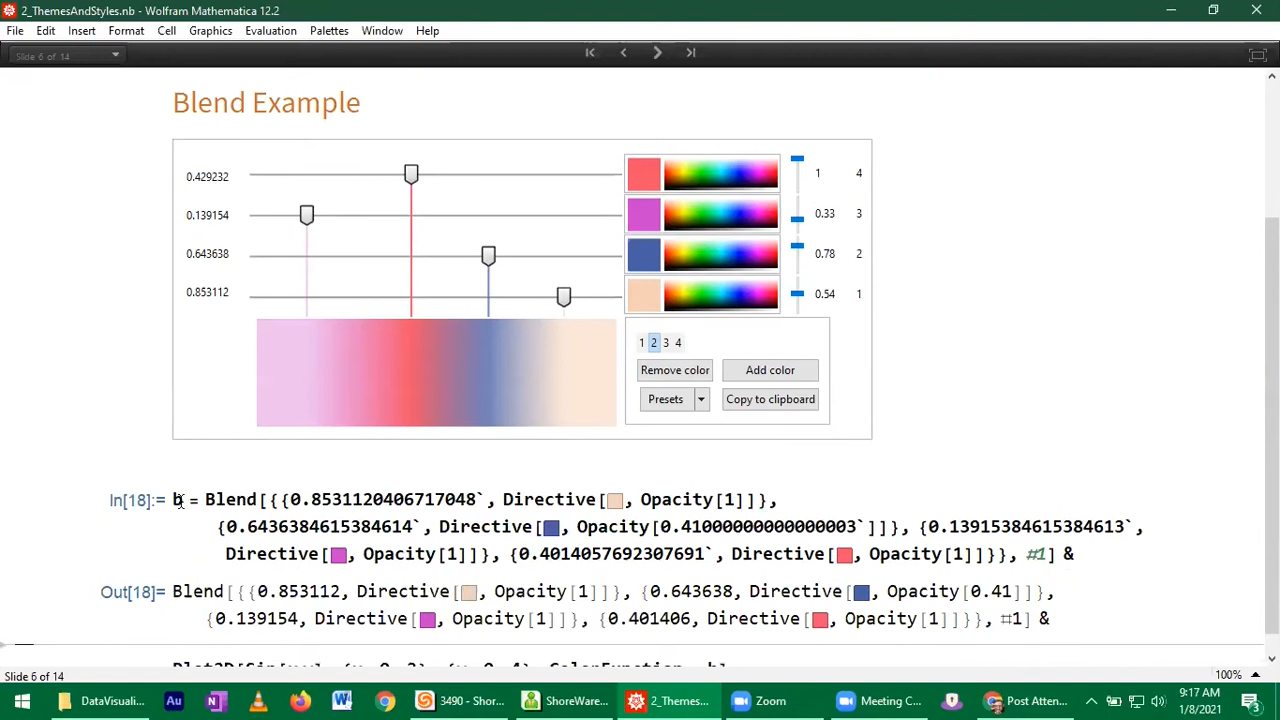 2_ThemesAndStyles.nb - Wolfram Mathematica 12.2
File Edit Insert Format Cell Graphics Evaluation Palettes Window Help
Slide 6 of 14
Blend Example
0.429232
1 4
0.139154
0.33 3
0.643638
0.78 2
0.853112
0.54 1
1 2 3 4
Remove color Add color
Presets Copy to clipboard
In[18]:= b = Blend[{{0.8531120406717048`, Directive[, Opacity[1]]},
{0.6436384615384614`, Directive[, Opacity[0.41000000000000003`]]}, {0.13915384615384613`,
Directive[, Opacity[1]]}, {0.4014057692307691`, Directive[, Opacity[1]]}}, #1] &
Out[18]= Blend[{{0.853112, Directive[, Opacity[1]]}, {0.643638, Directive[, Opacity[0.41]]},
{0.139154, Directive[, Opacity[1]]}, {0.401406, Directive[, Opacity[1]]}}, #1] &
Slide 6 of 14 100%
DataVisuali... Au N W 3490 - Shor... ShoreWare... 2_Themes... Zoom Meeting C... Post Atten... 9:17 AM
1/8/2021 3